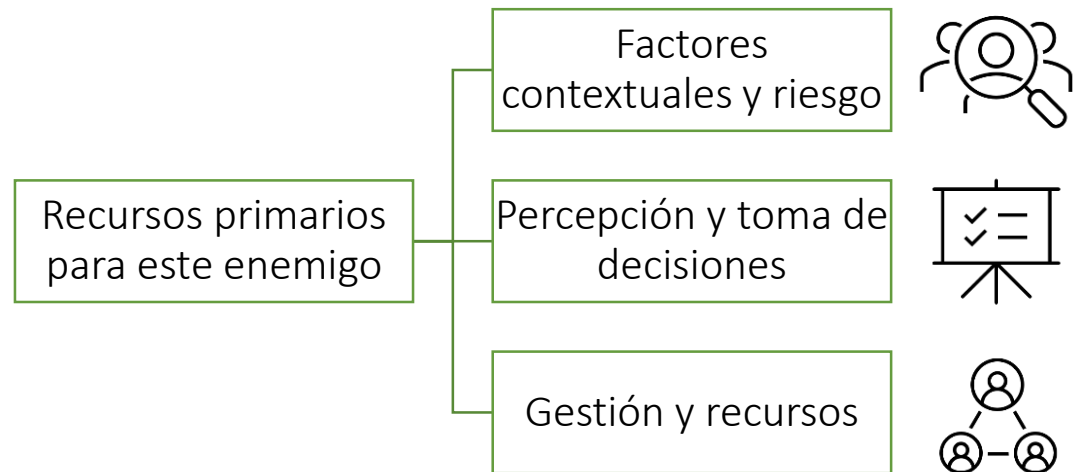 Factores
contextuales y riesgo
Recursos primarios
para este enemigo
Percepción y toma de
decisiones
Gestión y recursos